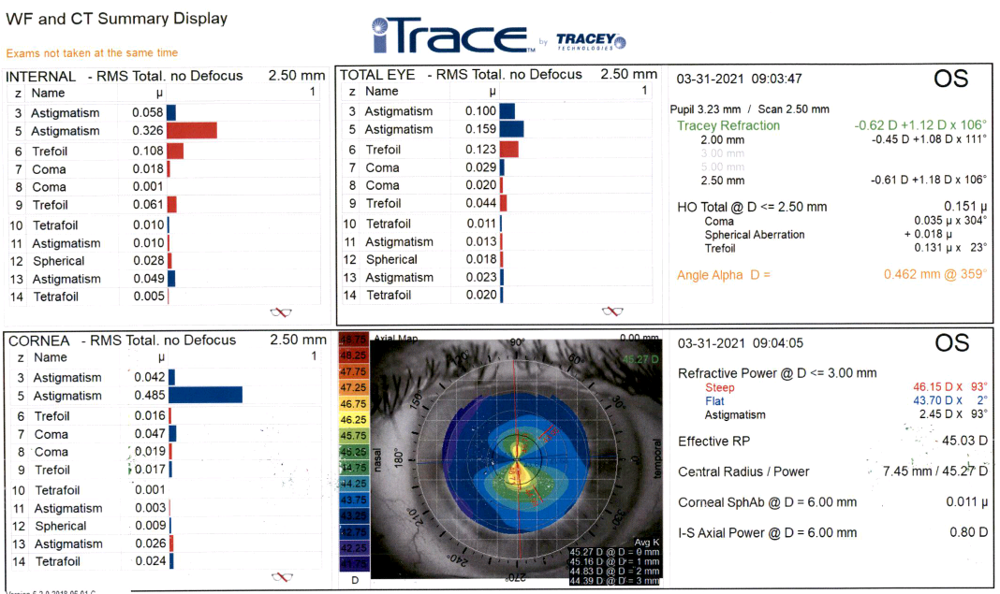 WF and CT Summary Display
iTrace™ by TRACEY TECHNOLOGIES
Exams not taken at the same time
INTERNAL - RMS Total. no Defocus 2.50 mm
z Name µ 1
3 Astigmatism 0.058
5 Astigmatism 0.326
6 Trefoil 0.108
7 Coma 0.018
8 Coma 0.001
9 Trefoil 0.061
10 Tetrafoil 0.010
11 Astigmatism 0.010
12 Spherical 0.028
13 Astigmatism 0.049
14 Tetrafoil 0.005
TOTAL EYE - RMS Total. no Defocus 2.50 mm
z Name µ 1
3 Astigmatism 0.100
5 Astigmatism 0.159
6 Trefoil 0.123
7 Coma 0.029
8 Coma 0.020
9 Trefoil 0.044
10 Tetrafoil 0.011
11 Astigmatism 0.013
12 Spherical 0.018
13 Astigmatism 0.023
14 Tetrafoil 0.020
03-31-2021 09:03:47 OS
Pupil 3.23 mm / Scan 2.50 mm
Tracey Refraction -0.62 D +1.12 D x 106°
2.00 mm -0.45 D +1.08 D x 111°
3.00 mm
5.00 mm
2.50 mm -0.61 D +1.18 D x 106°
HO Total @ D <= 2.50 mm 0.151 µ
Coma 0.035 µ x 304°
Spherical Aberration + 0.018 µ
Trefoil 0.131 µ x 23°
Angle Alpha D = 0.462 mm @ 359°
CORNEA - RMS Total. no Defocus 2.50 mm
z Name µ 1
3 Astigmatism 0.042
5 Astigmatism 0.485
6 Trefoil 0.016
7 Coma 0.047
8 Coma 0.019
9 Trefoil 0.017
10 Tetrafoil 0.001
11 Astigmatism 0.003
12 Spherical 0.009
13 Astigmatism 0.026
14 Tetrafoil 0.024
48.75
48.25
47.75
47.25
46.75
46.25
45.75
45.25
44.75
44.25
43.75
43.25
42.75
42.25
41.75
D
Axial Map 0.00 mm
45.27 D
90°
120°
60°
150°
30°
nasal 180° 0° temporal
210°
330°
240°
270°
Avg K
45.27 D @ D = 0 mm
45.16 D @ D = 1 mm
44.83 D @ D = 2 mm
44.39 D @ D = 3 mm
03-31-2021 09:04:05 OS
Refractive Power @ D <= 3.00 mm
Steep 46.15 D X 93°
Flat 43.70 D X 2°
Astigmatism 2.45 D X 93°
Effective RP 45.03 D
Central Radius / Power 7.45 mm / 45.27 D
Corneal SphAb @ D = 6.00 mm 0.011 µ
I-S Axial Power @ D = 6.00 mm 0.80 D